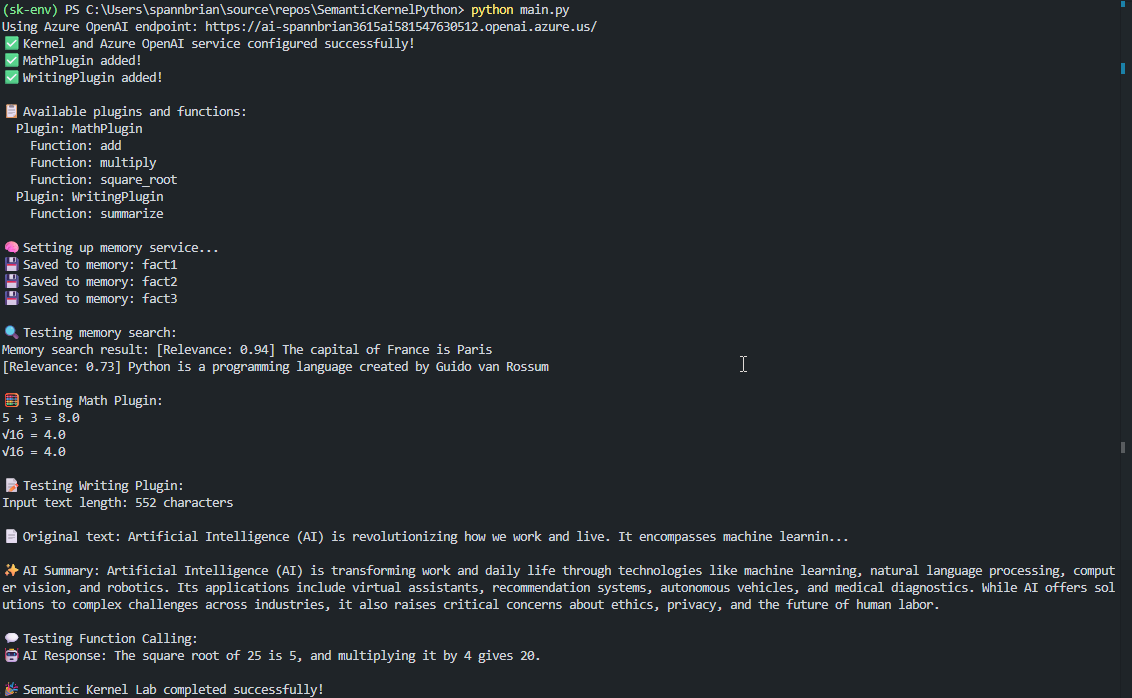 (sk-env) PS C:\Users\spannbrian\source\repos\SemanticKernelPython> python main.py
Using Azure OpenAI endpoint: https://ai-spannbrian3615ai581547630512.openai.azure.us/
✅ Kernel and Azure OpenAI service configured successfully!
✅ MathPlugin added!
✅ WritingPlugin added!
📋 Available plugins and functions:
Plugin: MathPlugin
Function: add
Function: multiply
Function: square_root
Plugin: WritingPlugin
Function: summarize
🧠 Setting up memory service...
💾 Saved to memory: fact1
💾 Saved to memory: fact2
💾 Saved to memory: fact3
🔍 Testing memory search:
Memory search result: [Relevance: 0.94] The capital of France is Paris
[Relevance: 0.73] Python is a programming language created by Guido van Rossum
🧮 Testing Math Plugin:
5 + 3 = 8.0
√16 = 4.0
√16 = 4.0
📝 Testing Writing Plugin:
Input text length: 552 characters
📄 Original text: Artificial Intelligence (AI) is revolutionizing how we work and live. It encompasses machine learnin...
✨ AI Summary: Artificial Intelligence (AI) is transforming work and daily life through technologies like machine learning, natural language processing, comput
er vision, and robotics. Its applications include virtual assistants, recommendation systems, autonomous vehicles, and medical diagnostics. While AI offers sol
utions to complex challenges across industries, it also raises critical concerns about ethics, privacy, and the future of human labor.
💬 Testing Function Calling:
🤖 AI Response: The square root of 25 is 5, and multiplying it by 4 gives 20.
🎉 Semantic Kernel Lab completed successfully!